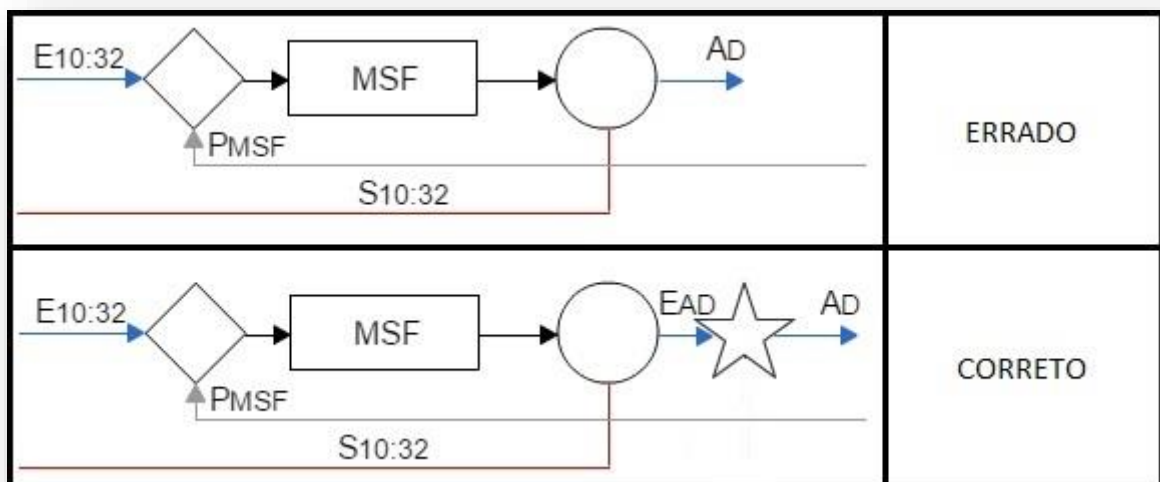 E10:32
MSF
AD
PMSF
S10:32
ERRADO
E10:32
MSF
EAD
AD
PMSF
S10:32
CORRETO